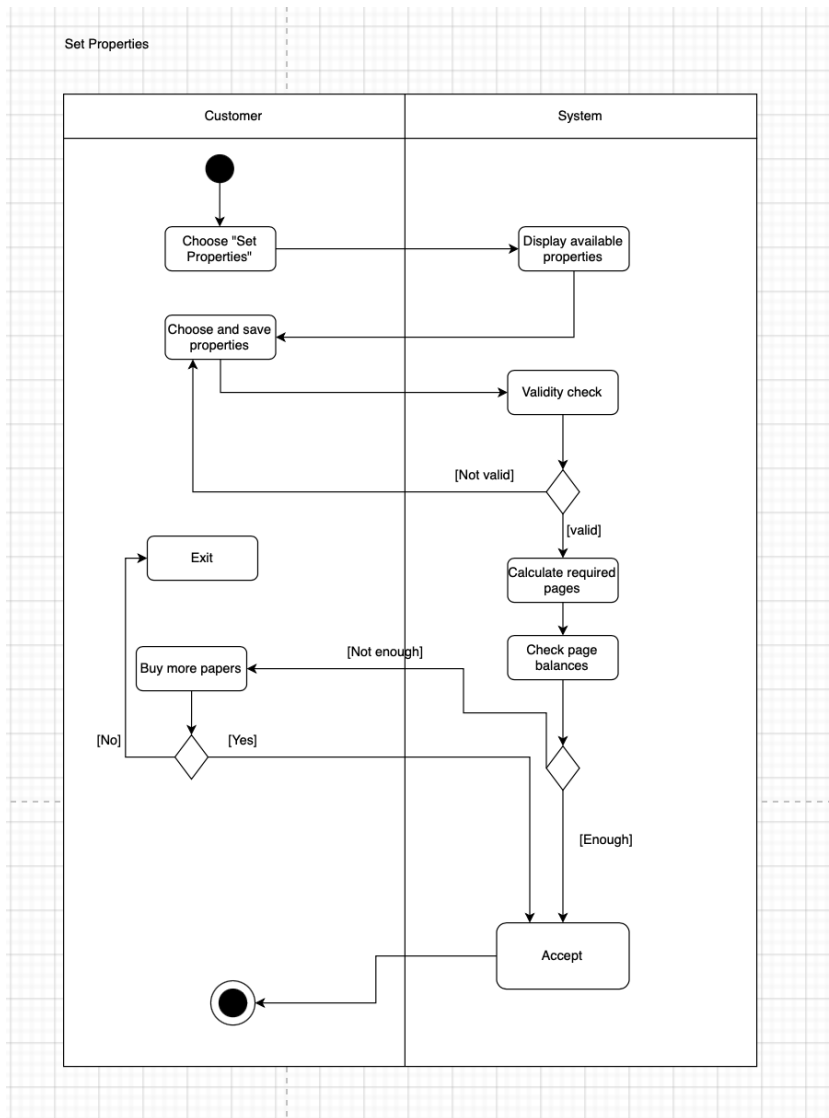 Set Properties
Customer
System
Choose "Set
Properties"
Display available
properties
Choose and save
properties
Validity check
[Not valid]
[valid]
Exit
Calculate required
pages
Check page
balances
[Not enough]
Buy more papers
[No]
[Yes]
[Enough]
Accept